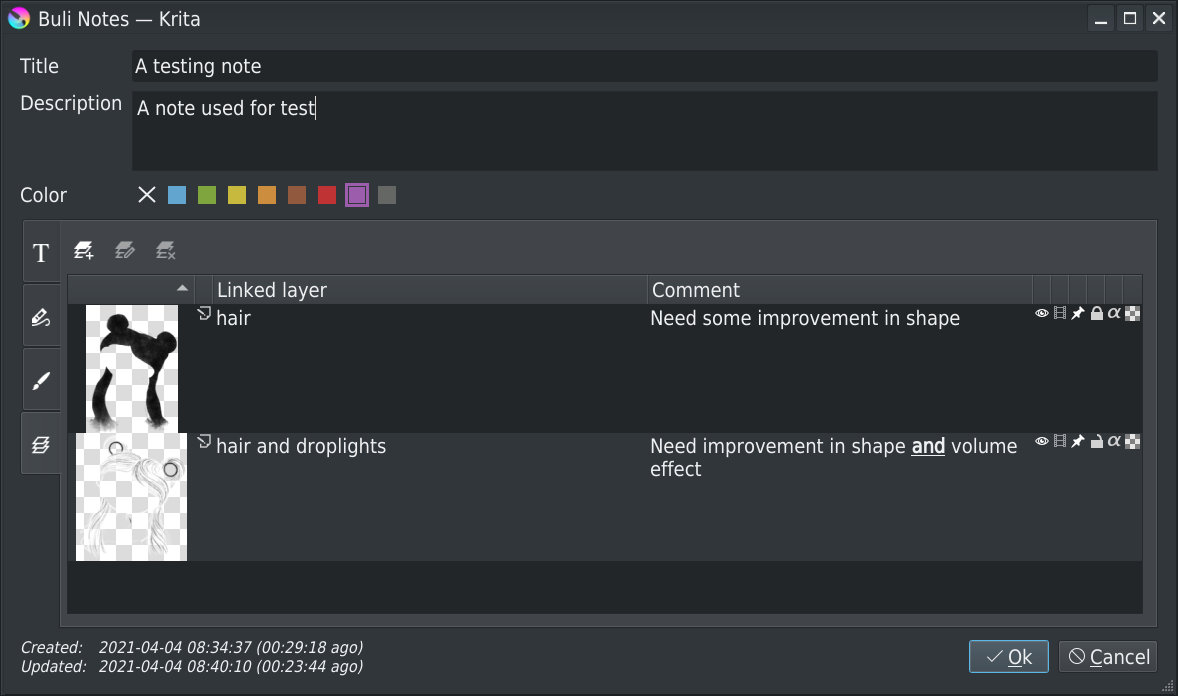 Buli Notes — Krita
Title
A testing note
Description
A note used for test
Color
T
Linked layer
Comment
hair
Need some improvement in shape
α
hair and droplights
Need improvement in shape and volume
effect
α
Created: 2021-04-04 08:34:37 (00:29:18 ago)
Updated: 2021-04-04 08:40:10 (00:23:44 ago)
Ok
Cancel